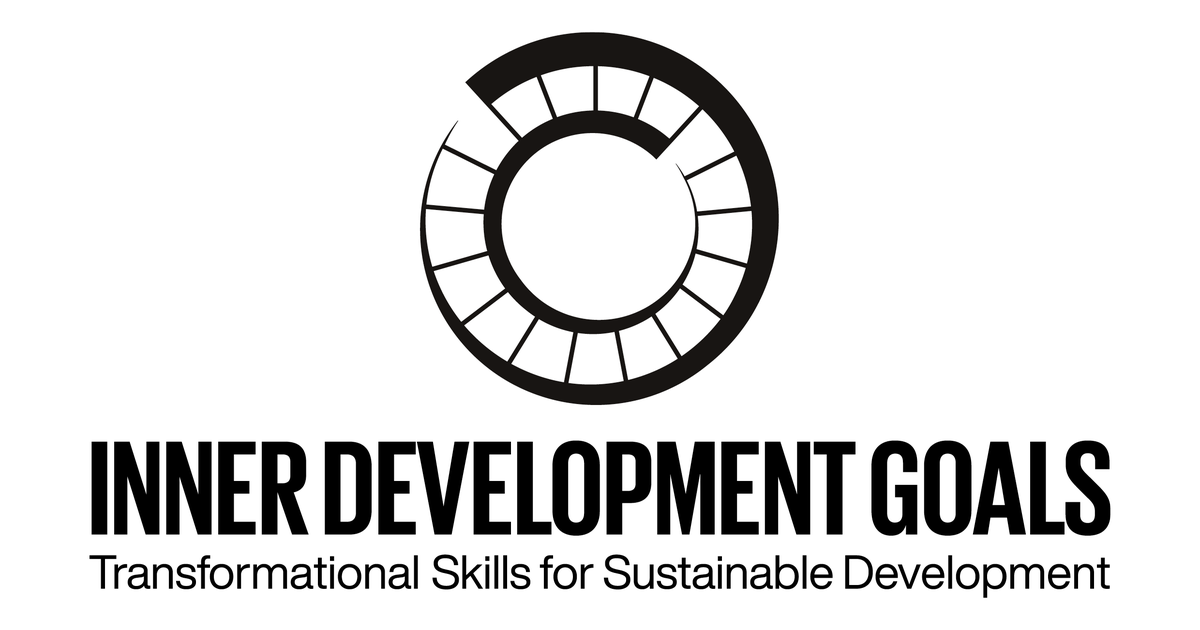 INNER DEVELOPMENT GOALS
Transformational Skills for Sustainable Development